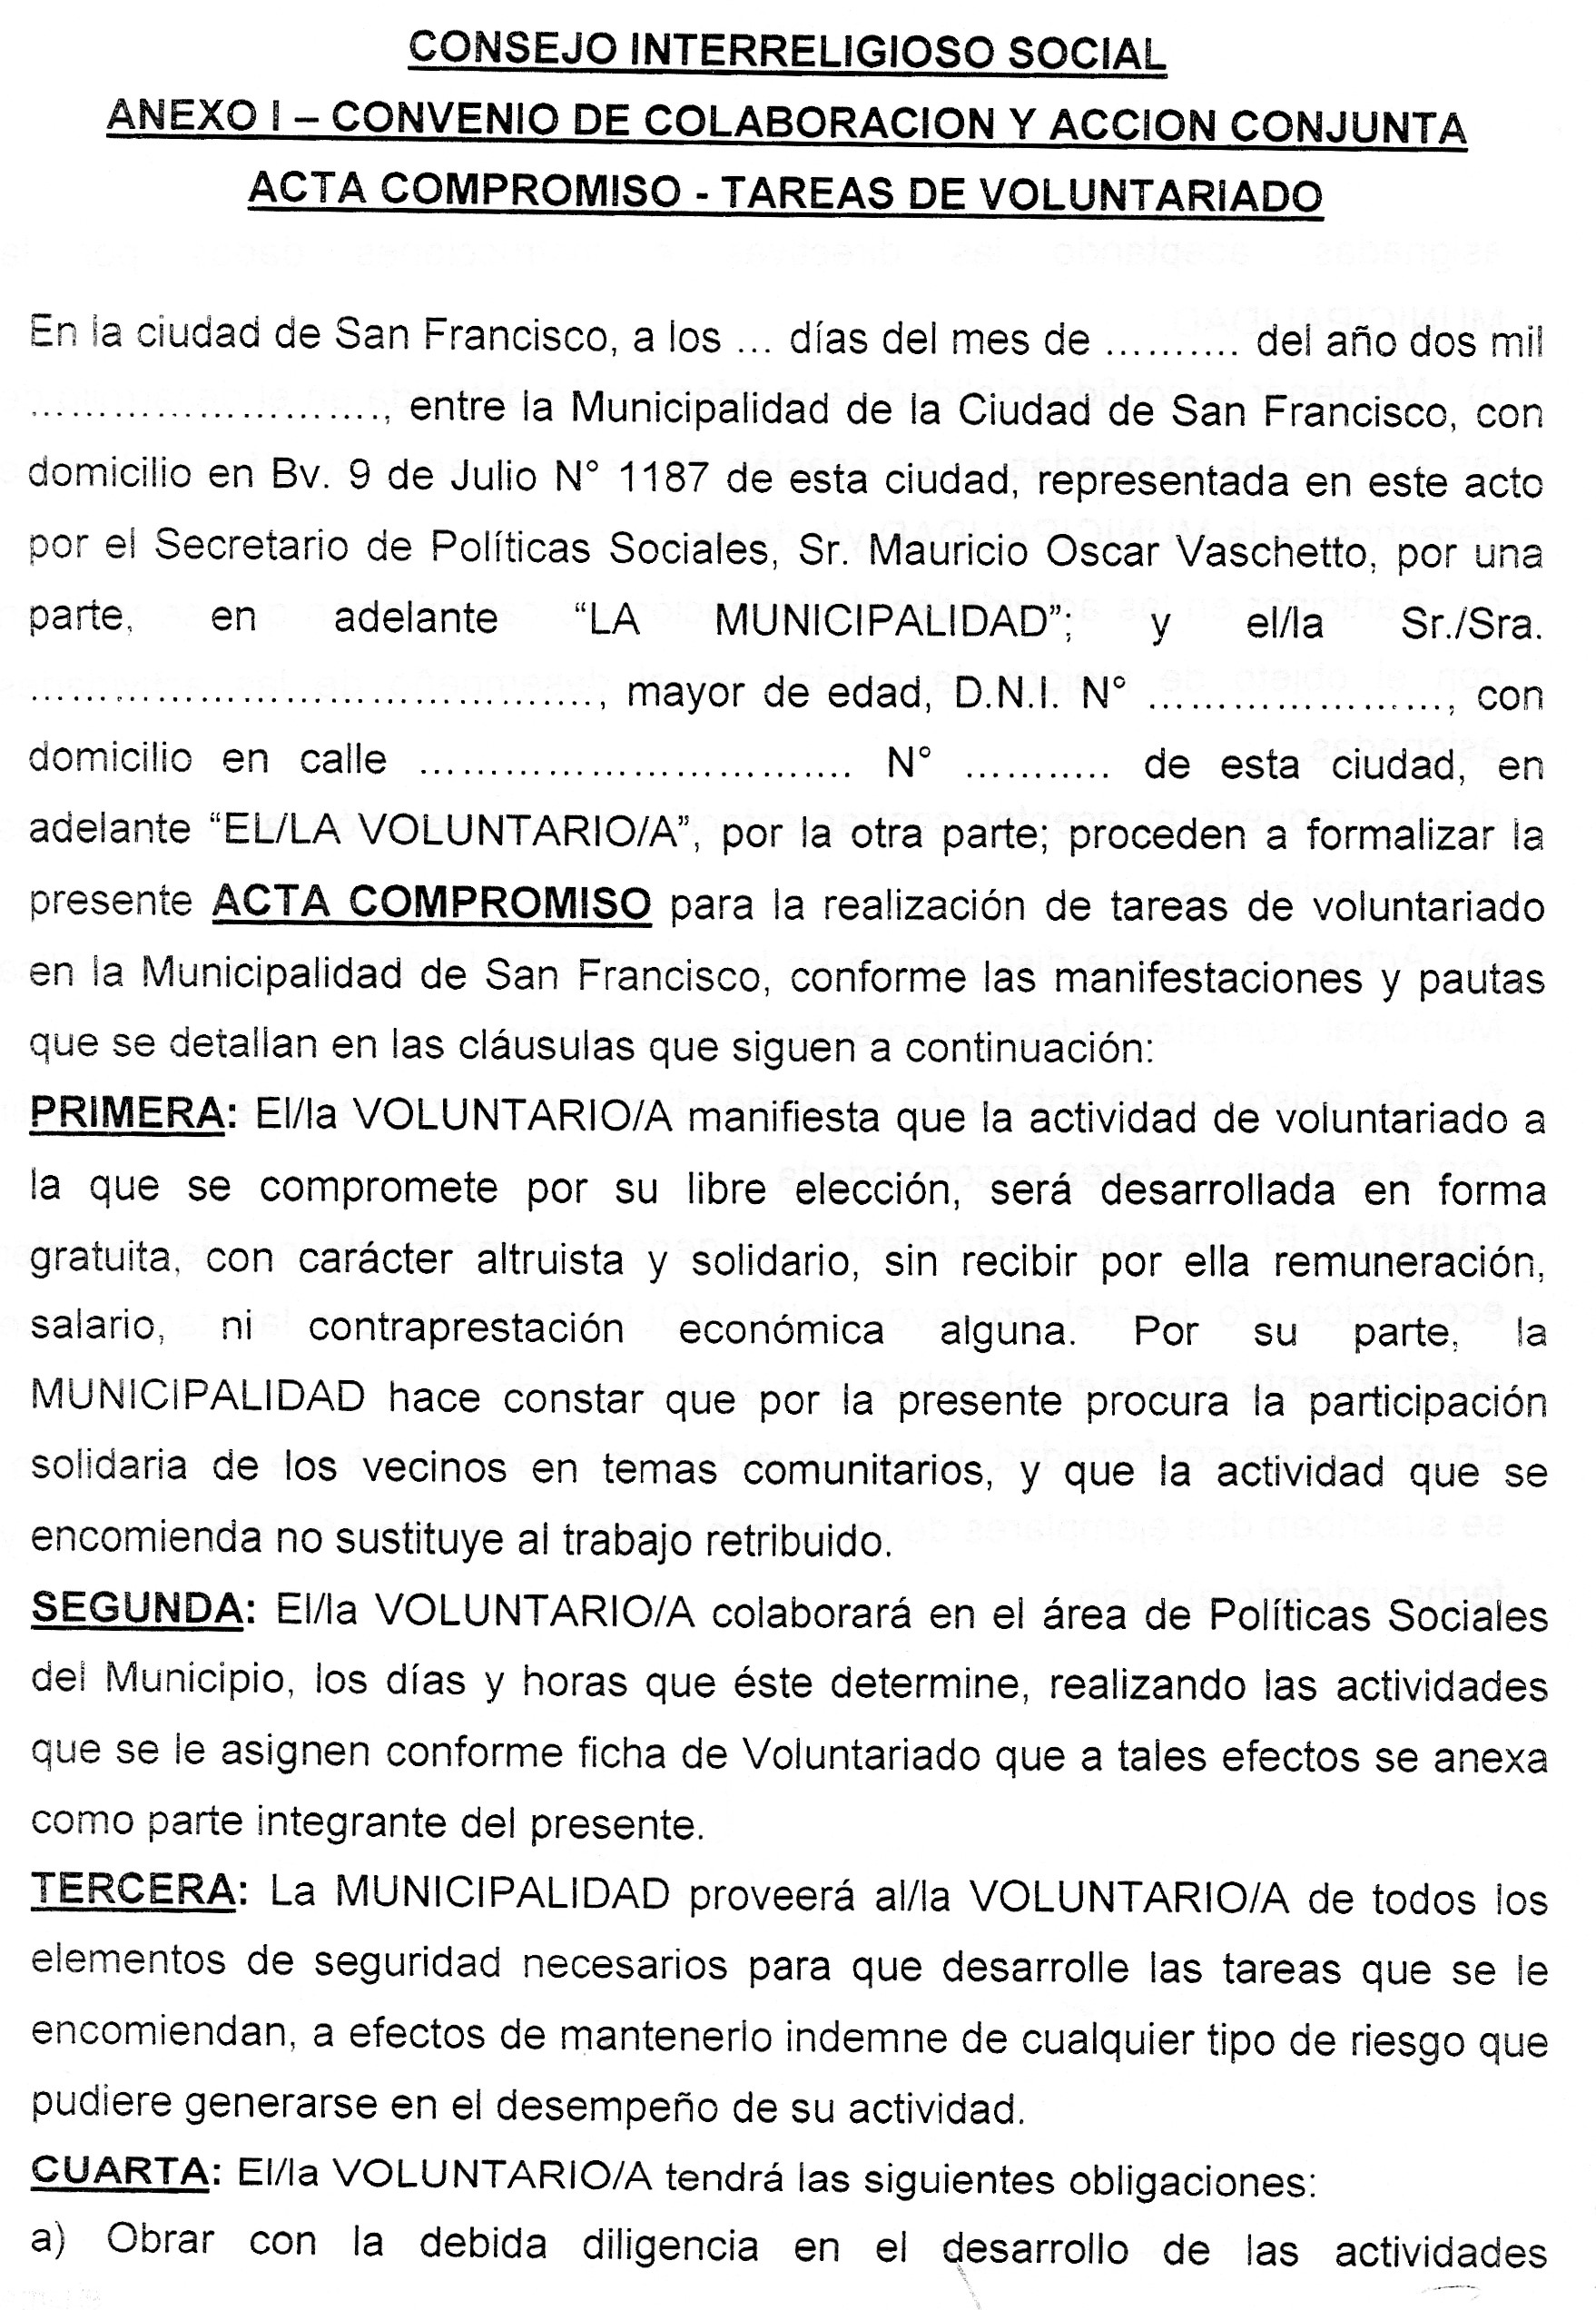 CONSEJO INTERRELIGIOSO SOCIAL
ANEXO I – CONVENIO DE COLABORACION Y ACCION CONJUNTA
ACTA COMPROMISO - TAREAS DE VOLUNTARIADO
En la ciudad de San Francisco, a los ... días del mes de .......... del año dos mil
........................., entre la Municipalidad de la Ciudad de San Francisco, con
domicilio en Bv. 9 de Julio N° 1187 de esta ciudad, representada en este acto
por el Secretario de Políticas Sociales, Sr. Mauricio Oscar Vaschetto, por una
parte, en adelante “LA MUNICIPALIDAD”; y el/la Sr./Sra.
........................................, mayor de edad, D.N.I. N° ....................., con
domicilio en calle ............................... N° ........... de esta ciudad, en
adelante “EL/LA VOLUNTARIO/A”, por la otra parte; proceden a formalizar la
presente ACTA COMPROMISO para la realización de tareas de voluntariado
en la Municipalidad de San Francisco, conforme las manifestaciones y pautas
que se detallan en las cláusulas que siguen a continuación:
PRIMERA: El/la VOLUNTARIO/A manifiesta que la actividad de voluntariado a
la que se compromete por su libre elección, será desarrollada en forma
gratuita, con carácter altruista y solidario, sin recibir por ella remuneración,
salario, ni contraprestación económica alguna. Por su parte, la
MUNICIPALIDAD hace constar que por la presente procura la participación
solidaria de los vecinos en temas comunitarios, y que la actividad que se
encomienda no sustituye al trabajo retribuido.
SEGUNDA: El/la VOLUNTARIO/A colaborará en el área de Políticas Sociales
del Municipio, los días y horas que éste determine, realizando las actividades
que se le asignen conforme ficha de Voluntariado que a tales efectos se anexa
como parte integrante del presente.
TERCERA: La MUNICIPALIDAD proveerá al/la VOLUNTARIO/A de todos los
elementos de seguridad necesarios para que desarrolle las tareas que se le
encomiendan, a efectos de mantenerlo indemne de cualquier tipo de riesgo que
pudiere generarse en el desempeño de su actividad.
CUARTA: El/la VOLUNTARIO/A tendrá las siguientes obligaciones:
a) Obrar con la debida diligencia en el desarrollo de las actividades